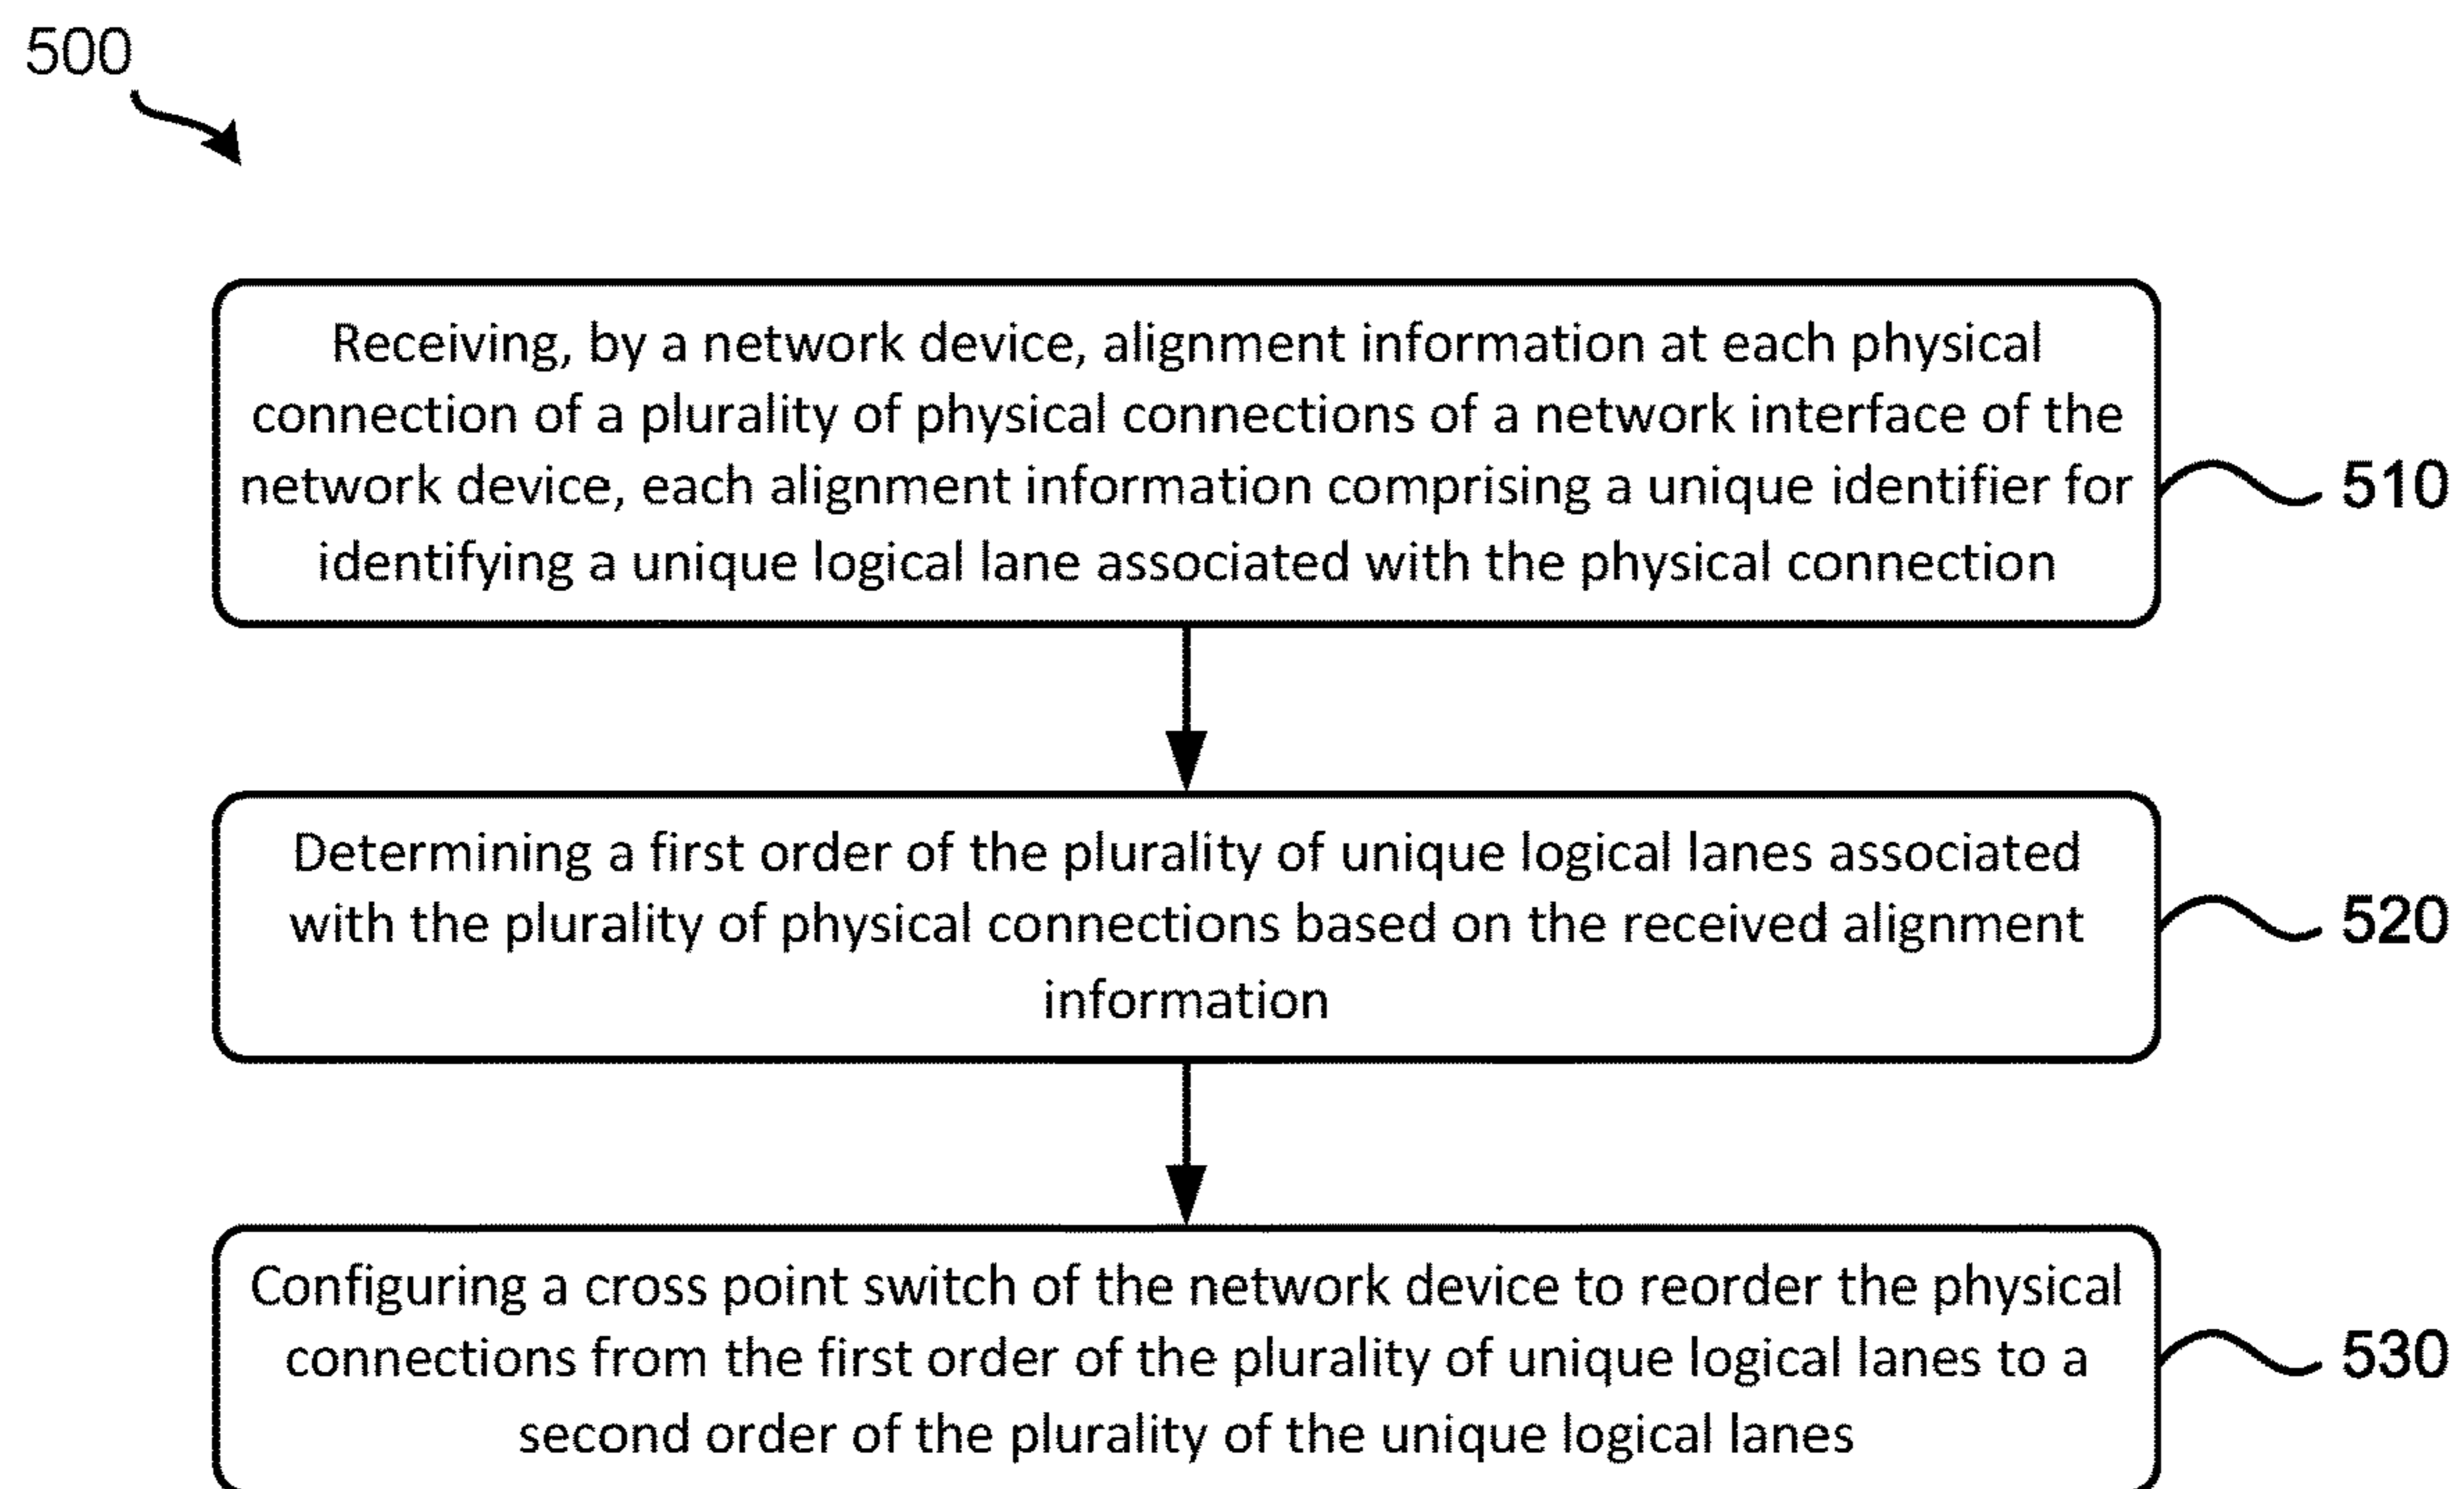 500
Receiving, by a network device, alignment information at each physical
connection of a plurality of physical connections of a network interface of the
network device, each alignment information comprising a unique identifier for
identifying a unique logical lane associated with the physical connection
510
Determining a first order of the plurality of unique logical lanes associated
with the plurality of physical connections based on the received alignment
information
520
Configuring a cross point switch of the network device to reorder the physical
connections from the first order of the plurality of unique logical lanes to a
second order of the plurality of the unique logical lanes
530